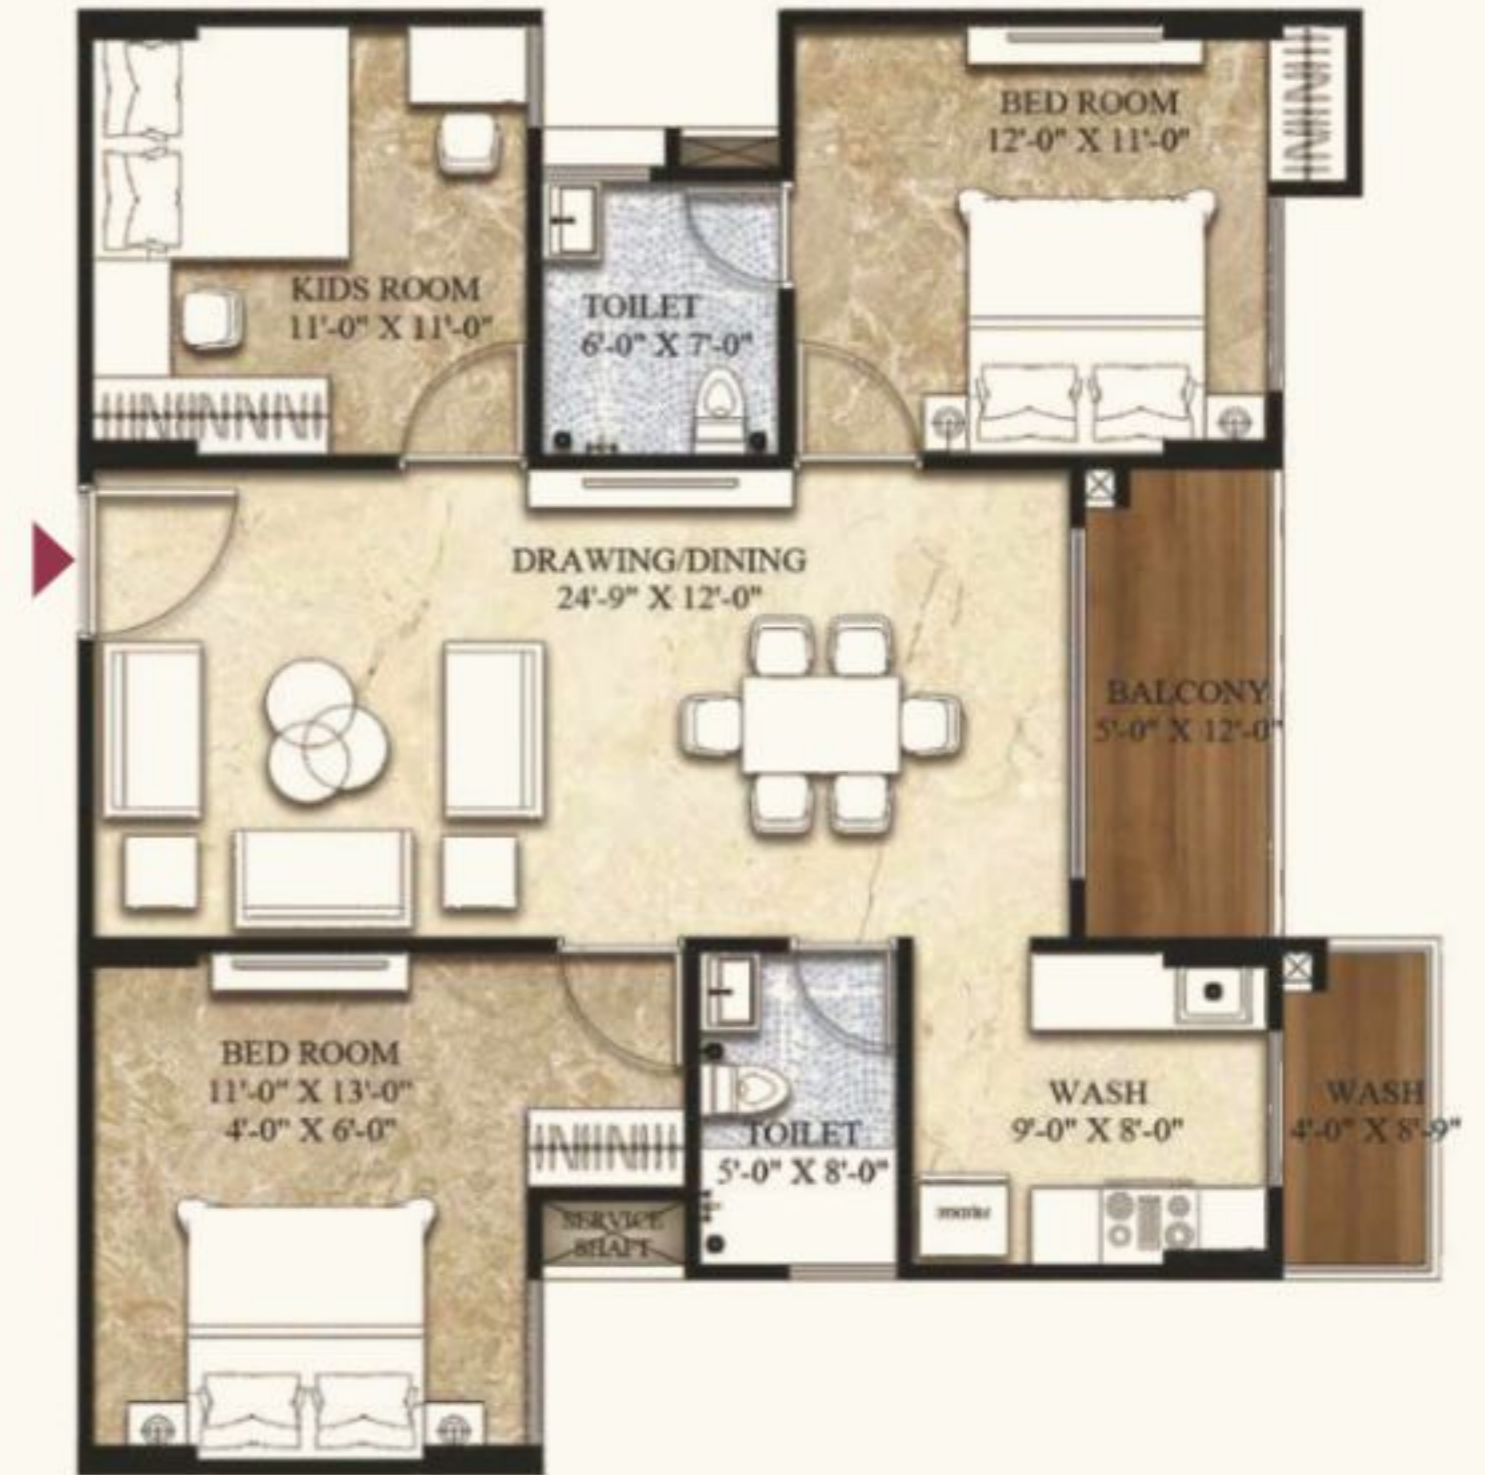 BED ROOM
12'-0" X 11'-0"
KIDS ROOM
11'-0" X 11'-0"
TOILET
6'-0" X 7'-0"
DRAWING/DINING
24'-9" X 12'-0"
BALCONY
5'-0" X 12'-0"
BED ROOM
11'-0" X 13'-0"
4'-0" X 6'-0"
TOILET
5'-0" X 8'-0"
WASH
9'-0" X 8'-0"
WASH
4'-0" X 8'-9"
SERVICE
SHAFT